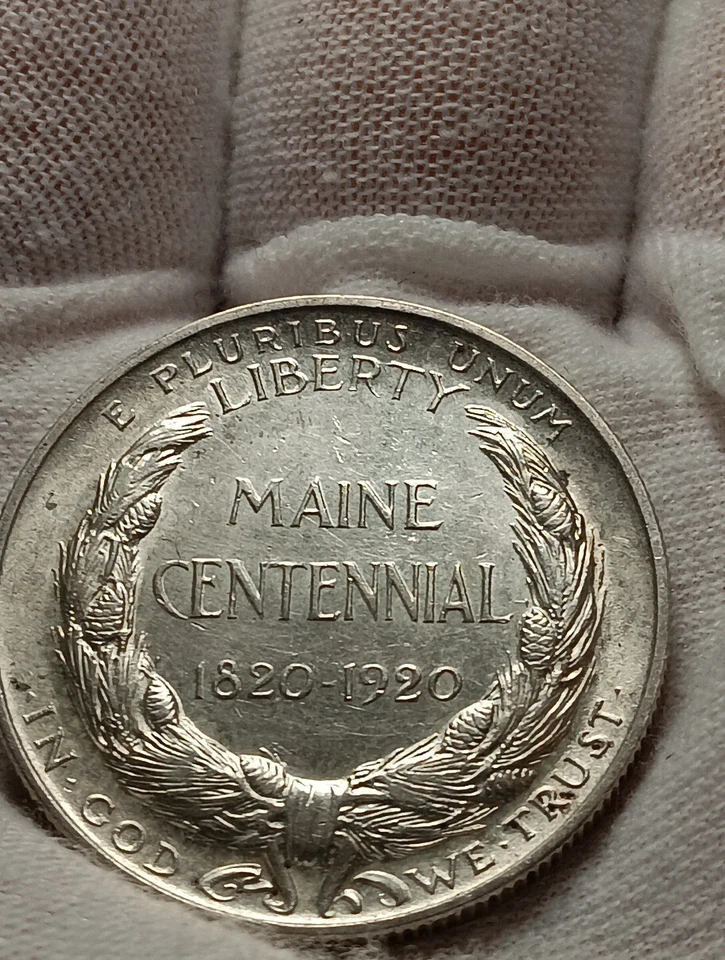 E PLURIBUS UNUM
LIBERTY
MAINE
CENTENNIAL
1820-1920
·IN·GOD WE·TRUST·